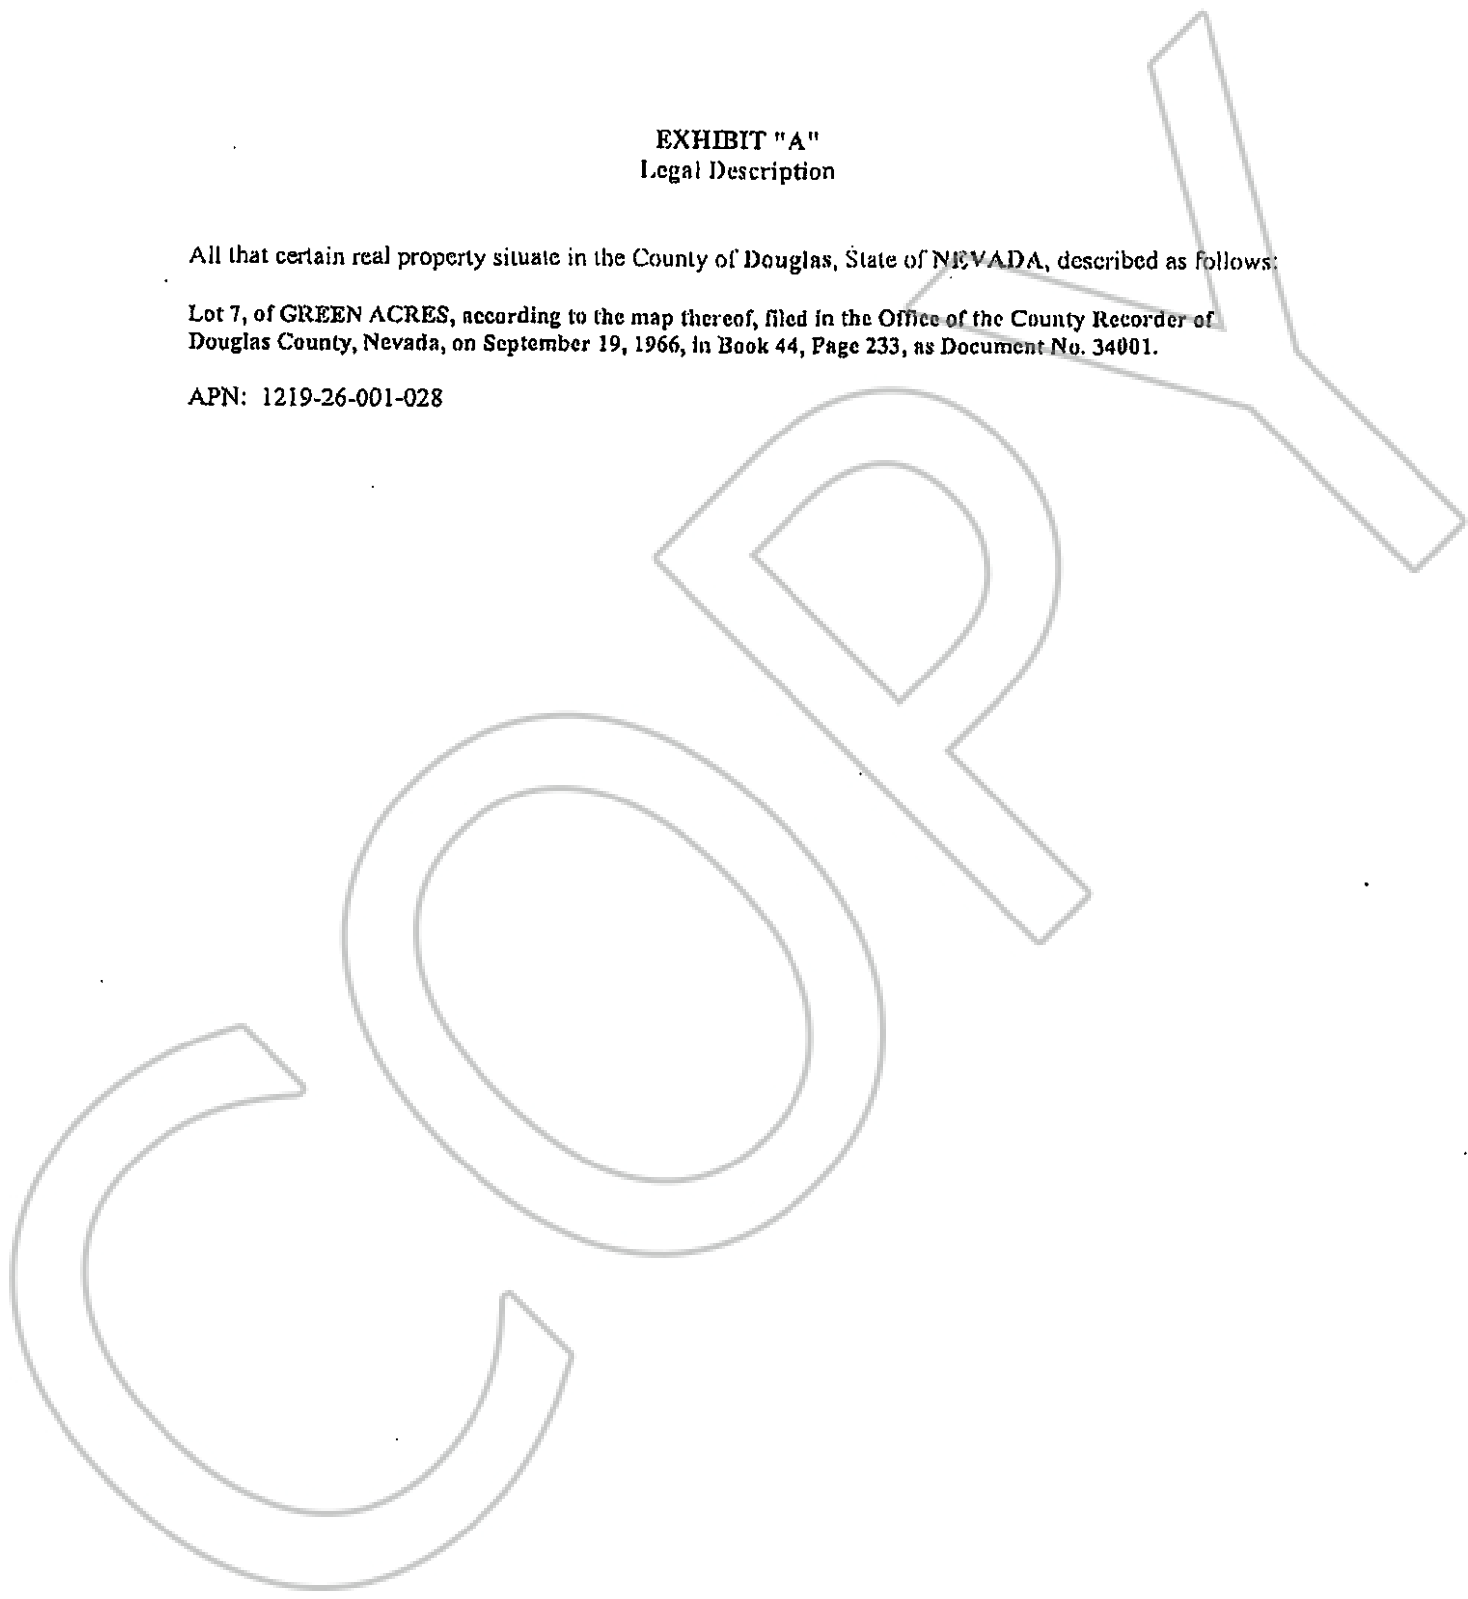 EXHIBIT "A"
Legal Description
All that certain real property situate in the County of Douglas, State of NEVADA, described as follows:
Lot 7, of GREEN ACRES, according to the map thereof, filed in the Office of the County Recorder of
Douglas County, Nevada, on September 19, 1966, in Book 44, Page 233, as Document No. 34001.
APN: 1219-26-001-028
COPY